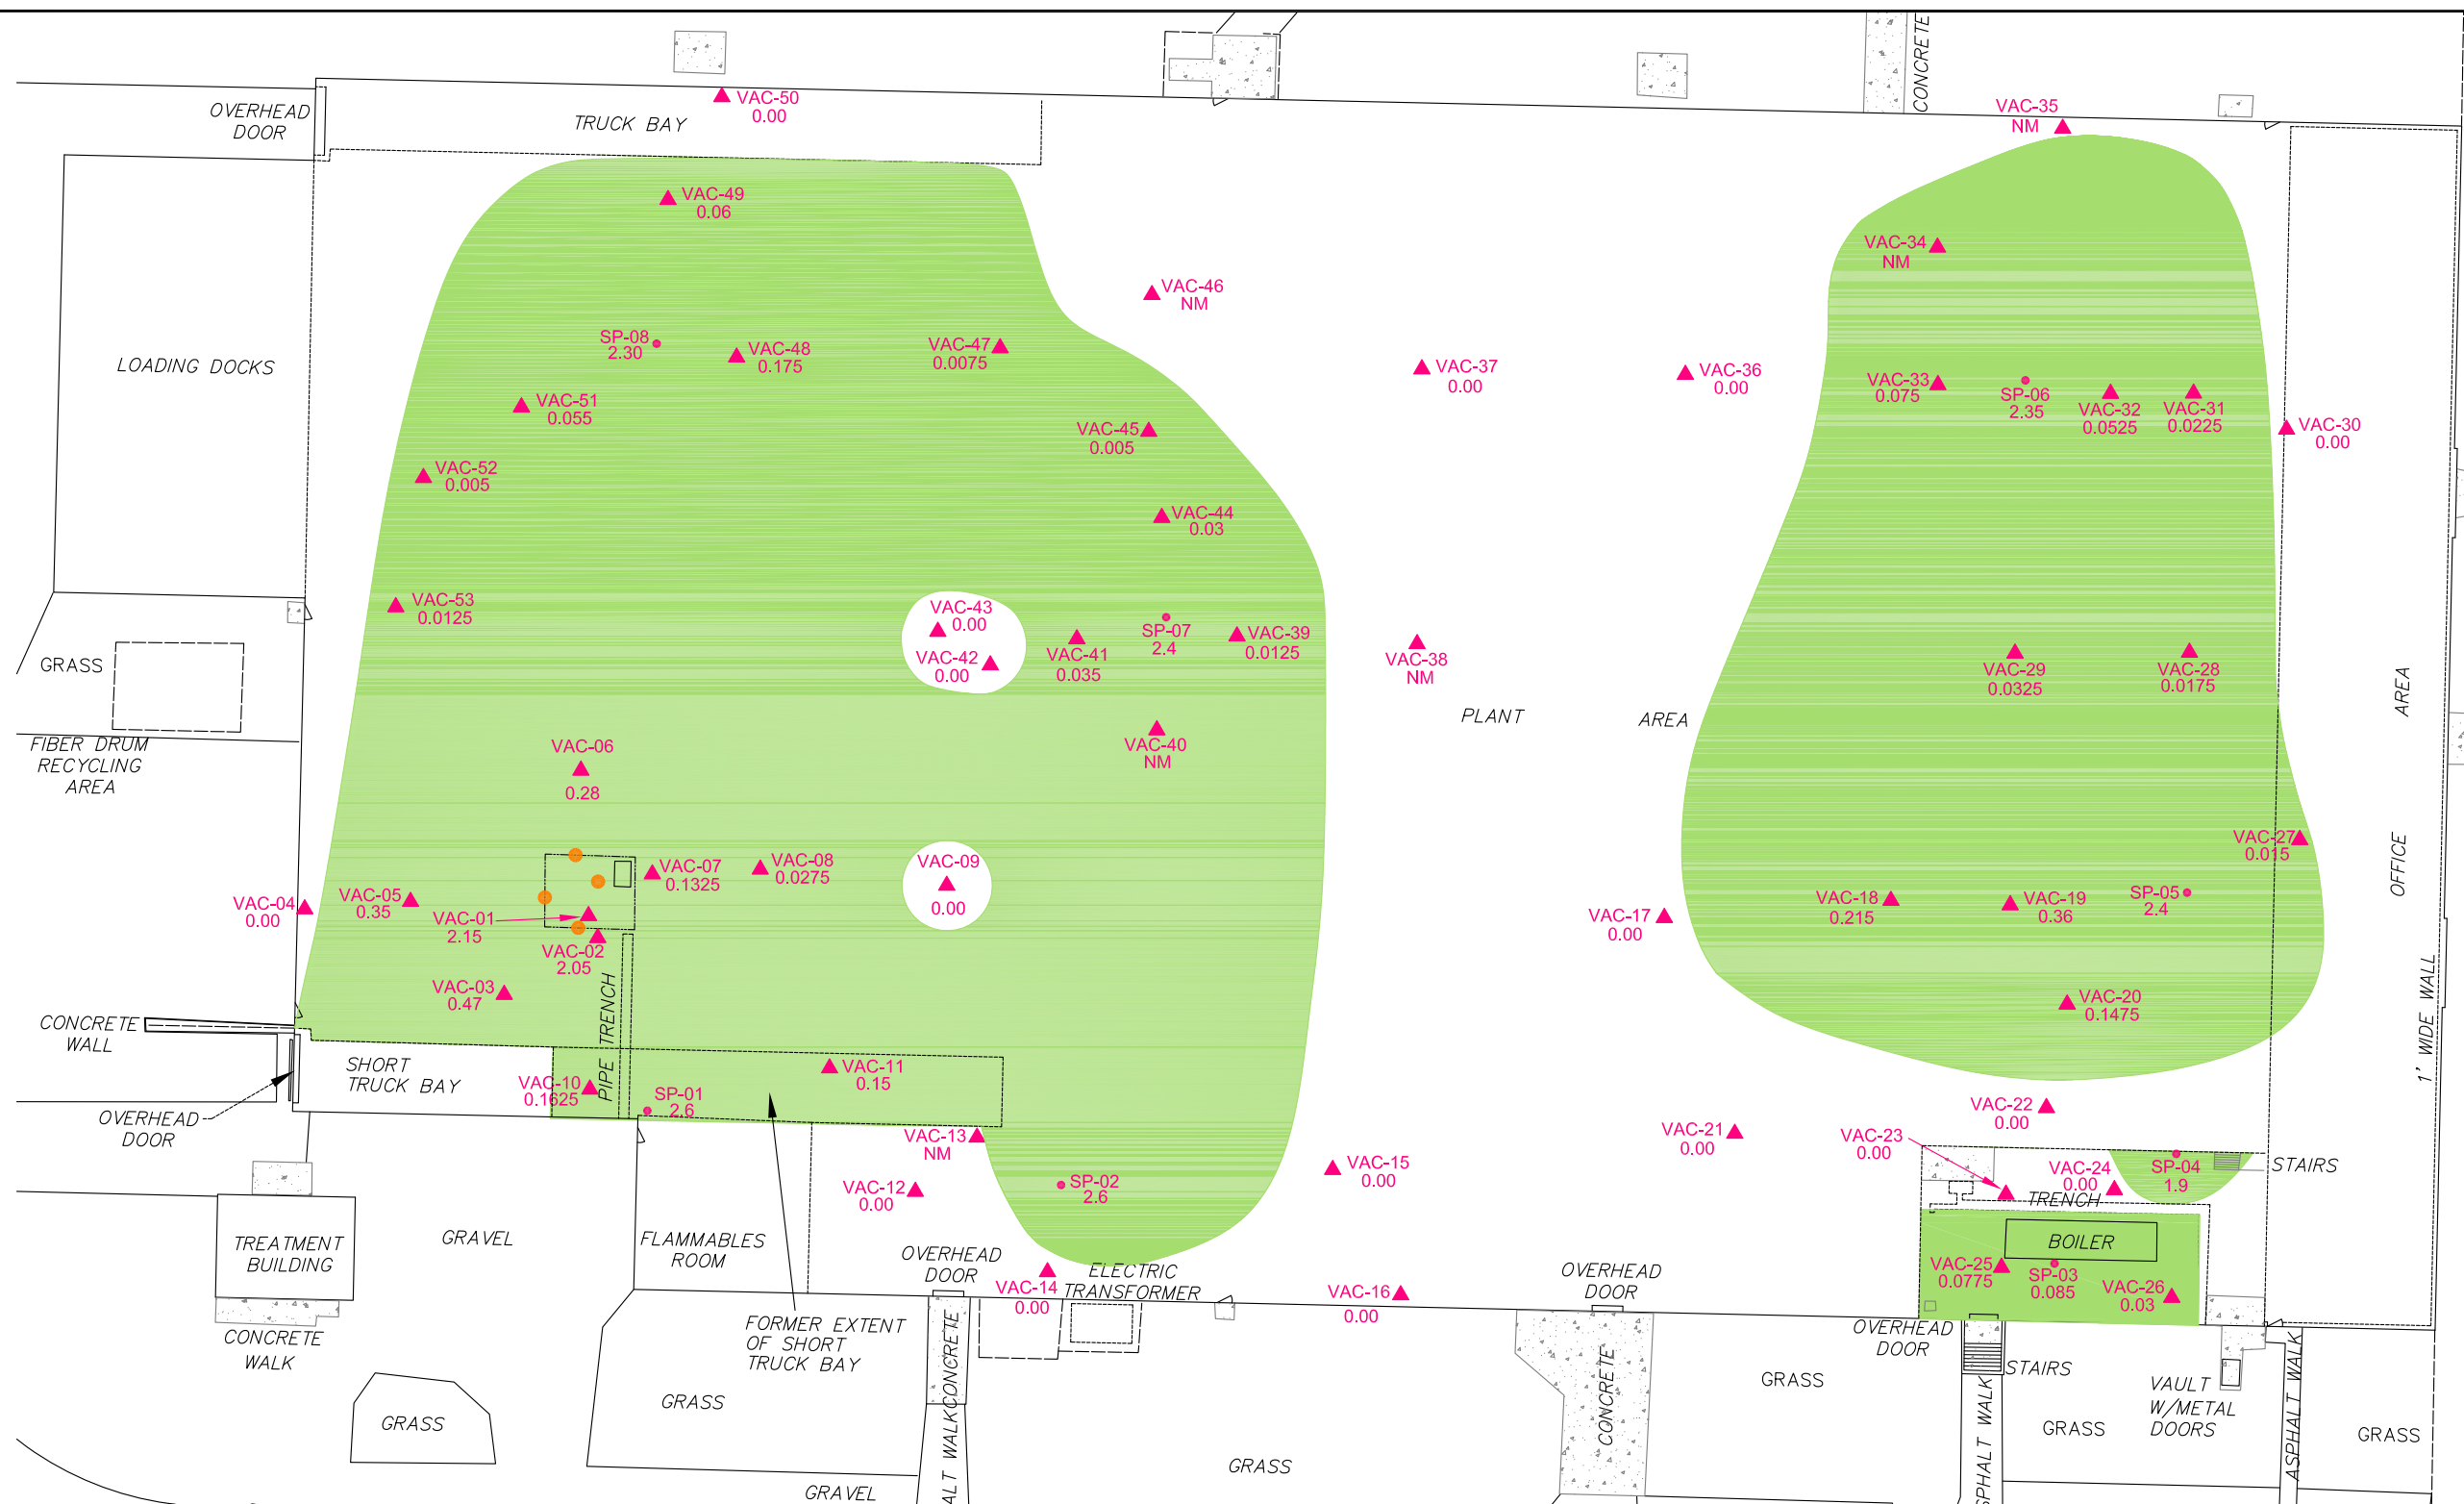 CONCRETE
VAC-35
NM
OVERHEAD
DOOR
TRUCK BAY
VAC-50
0.00
VAC-49
0.06
VAC-34
NM
VAC-46
NM
LOADING DOCKS
SP-08
2.30
VAC-48
0.175
VAC-47
0.0075
VAC-37
0.00
VAC-36
0.00
VAC-33
0.075
SP-06
2.35
VAC-32
0.0525
VAC-31
0.0225
VAC-30
0.00
VAC-51
0.055
VAC-45
0.005
VAC-52
0.005
VAC-44
0.03
VAC-53
0.0125
VAC-43
0.00
VAC-42
0.00
VAC-41
0.035
SP-07
2.4
VAC-39
0.0125
VAC-38
NM
VAC-29
0.0325
VAC-28
0.0175
GRASS
PLANT AREA
OFFICE AREA
FIBER DRUM
RECYCLING
AREA
VAC-06
0.28
VAC-40
NM
VAC-27
0.015
VAC-07
0.1325
VAC-08
0.0275
VAC-09
0.00
VAC-04
0.00
VAC-05
0.35
VAC-01
2.15
VAC-02
2.05
VAC-03
0.47
VAC-17
0.00
VAC-18
0.215
VAC-19
0.36
SP-05
2.4
VAC-20
0.1475
1' WIDE WALL
CONCRETE
WALL
PIPE TRENCH
SHORT
TRUCK BAY
VAC-10
0.1625
SP-01
2.6
VAC-11
0.15
OVERHEAD
DOOR
VAC-13
NM
VAC-12
0.00
SP-02
2.6
VAC-15
0.00
VAC-21
0.00
VAC-22
0.00
VAC-23
0.00
VAC-24
0.00
SP-04
1.9
STAIRS
TRENCH
BOILER
VAC-25
0.0775
SP-03
0.085
VAC-26
0.03
TREATMENT
BUILDING
GRAVEL
FLAMMABLES
ROOM
OVERHEAD
DOOR
VAC-14
0.00
ELECTRIC
TRANSFORMER
VAC-16
0.00
OVERHEAD
DOOR
CONCRETE
WALK
FORMER EXTENT
OF SHORT
TRUCK BAY
CONCRETE
ALT WALK
CONCRETE
OVERHEAD
DOOR
STAIRS
GRASS
VAULT
W/METAL
DOORS
GRASS
GRASS
GRASS
GRASS
GRASS
SPHALT WALK
ASPHALT WALK
GRAVEL